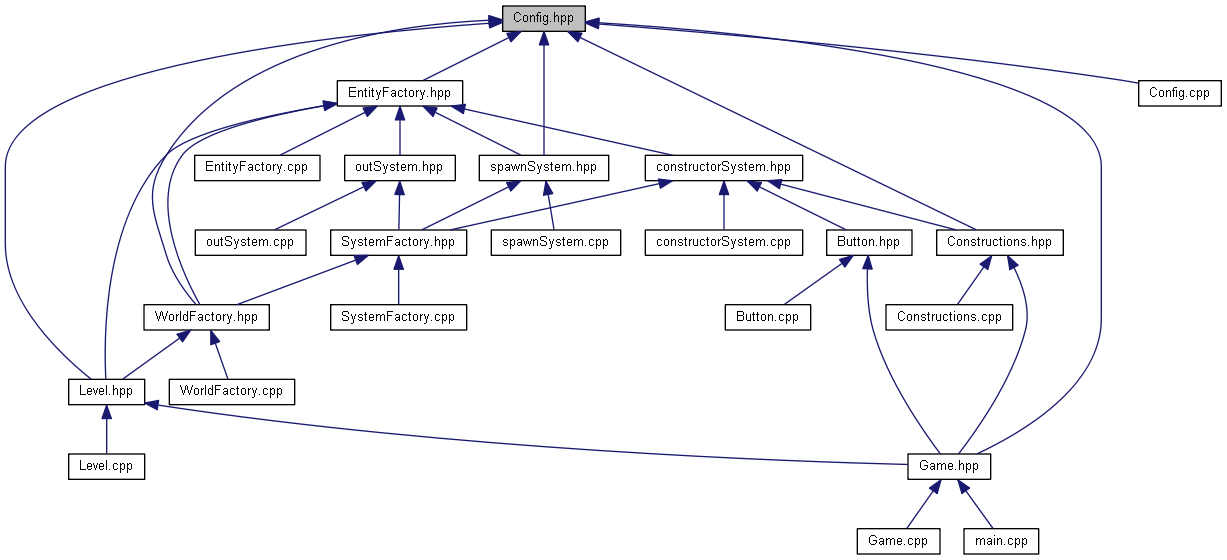 Config.hpp
EntityFactory.hpp
Config.cpp
EntityFactory.cpp
outSystem.hpp
spawnSystem.hpp
constructorSystem.hpp
outSystem.cpp
SystemFactory.hpp
spawnSystem.cpp
constructorSystem.cpp
Button.hpp
Constructions.hpp
WorldFactory.hpp
SystemFactory.cpp
Button.cpp
Constructions.cpp
Level.hpp
WorldFactory.cpp
Level.cpp
Game.hpp
Game.cpp
main.cpp